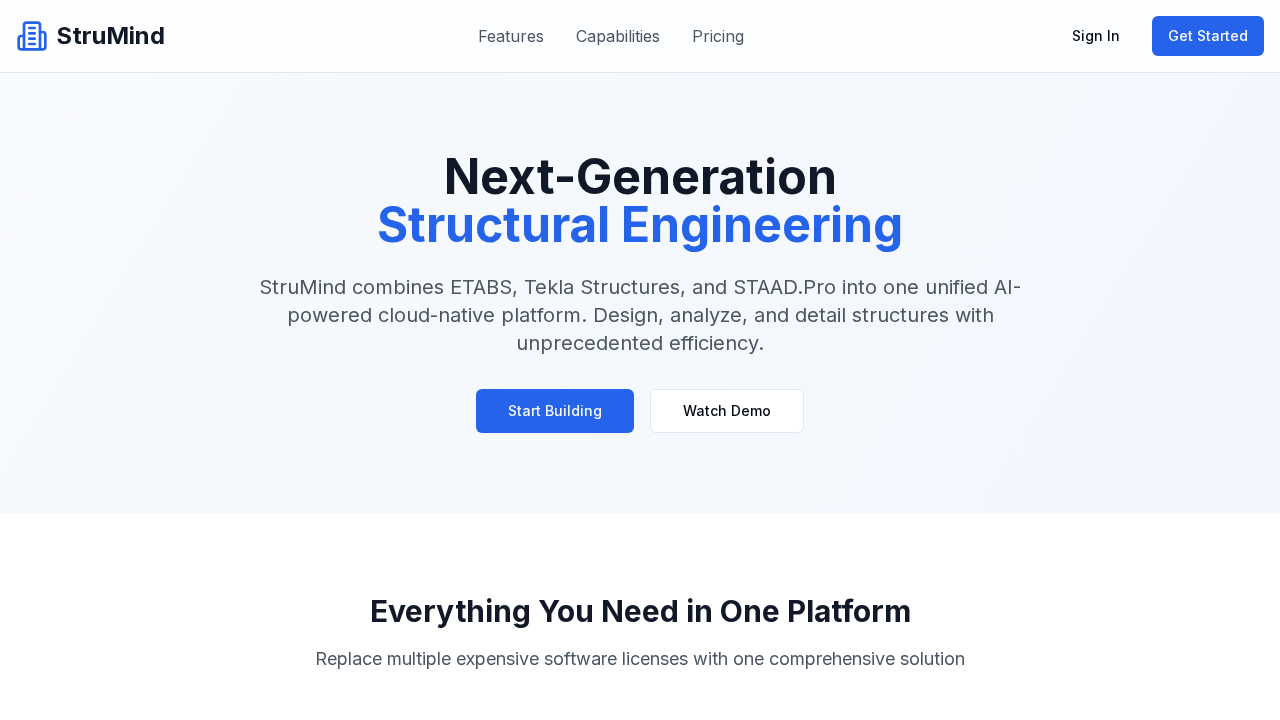 StruMind
Features
Capabilities
Pricing
Sign In
Get Started
Next-Generation
Structural Engineering
StruMind combines ETABS, Tekla Structures, and STAAD.Pro into one unified AI-
powered cloud-native platform. Design, analyze, and detail structures with
unprecedented efficiency.
Start Building
Watch Demo
Everything You Need in One Platform
Replace multiple expensive software licenses with one comprehensive solution